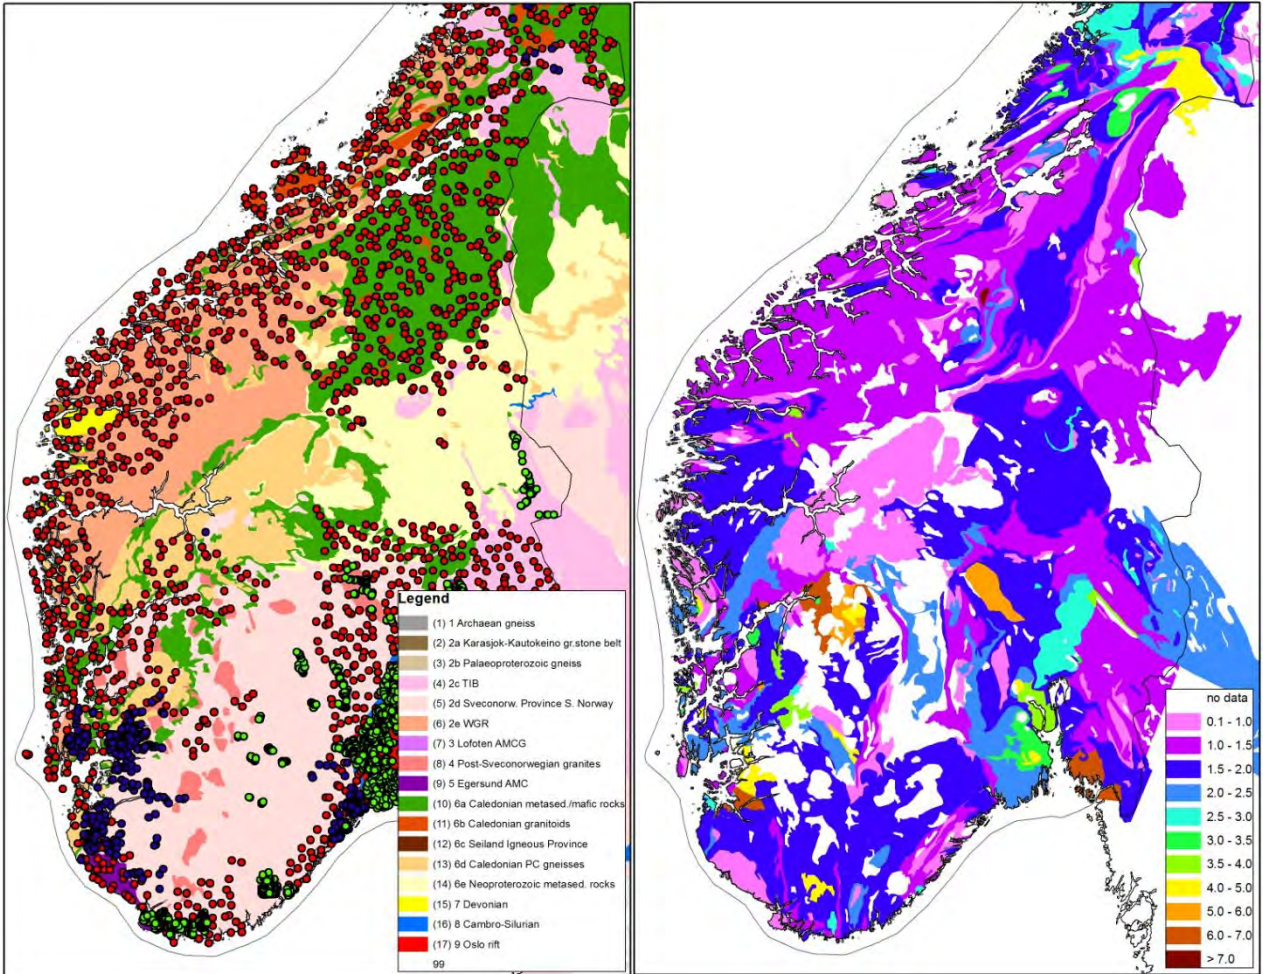 Legend
(1) 1 Archaean gneiss
(2) 2a Karasjok-Kautokeino gr.stone belt
(3) 2b Palaeoproterozoic gneiss
(4) 2c TIB
(5) 2d Sveconorw. Province S. Norway
(6) 2e WGR
(7) 3 Lofoten AMCG
(8) 4 Post-Sveconorwegian granites
(9) 5 Egersund AMC
(10) 6a Caledonian metased./mafic rocks
(11) 6b Caledonian granitoids
(12) 6c Seiland Igneous Province
(13) 6d Caledonian PC gneisses
(14) 6e Neoproterozoic metased. rocks
(15) 7 Devonian
(16) 8 Cambro-Silurian
(17) 9 Oslo rift
99
no data
0.1 - 1.0
1.0 - 1.5
1.5 - 2.0
2.0 - 2.5
2.5 - 3.0
3.0 - 3.5
3.5 - 4.0
4.0 - 5.0
5.0 - 6.0
6.0 - 7.0
> 7.0